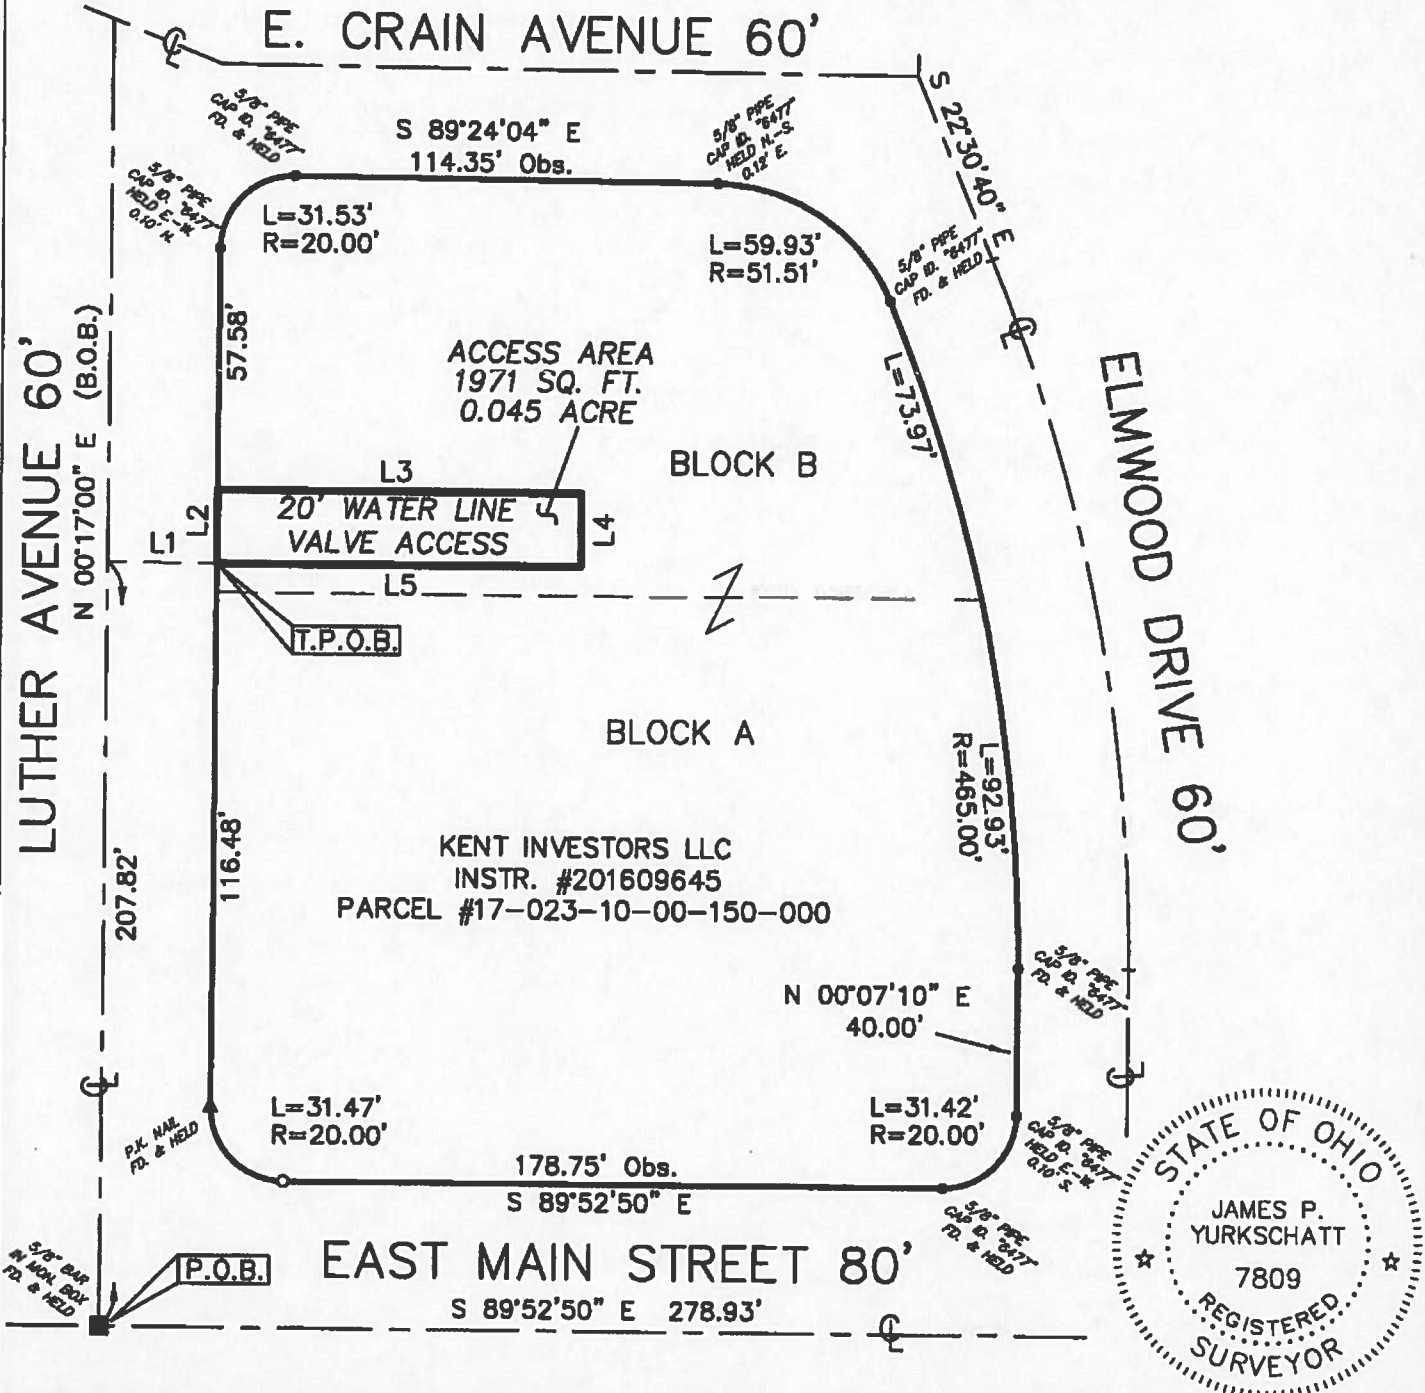 E. CRAIN AVENUE 60'
S 22°30'40" E
5/8" PIPE
CAP ID. "6477"
FD. & HELD
S 89°24'04" E
114.35' Obs.
5/8" PIPE
CAP ID. "6477"
HELD N.-S.
0.12' E.
5/8" PIPE
CAP ID. "6477"
HELD E.-W.
0.10' N.
L=31.53'
R=20.00'
L=59.93'
R=51.51'
5/8" PIPE
CAP ID. "6477"
FD. & HELD
57.58'
ACCESS AREA
1971 SQ. FT.
0.045 ACRE
L=73.97'
BLOCK B
ELMWOOD DRIVE 60'
LUTHER AVENUE 60'
N 00°17'00" E (B.O.B.)
L3
L2
20' WATER LINE
VALVE ACCESS
L4
L1
L5
T.P.O.B.
BLOCK A
L=92.93'
R=465.00'
116.48'
207.82'
KENT INVESTORS LLC
INSTR. #201609645
PARCEL #17-023-10-00-150-000
5/8" PIPE
CAP ID. "6477"
FD. & HELD
N 00°07'10" E
40.00'
P.K. NAIL
FD. & HELD
L=31.47'
R=20.00'
L=31.42'
R=20.00'
5/8" PIPE
CAP ID. "6477"
HELD E.-W.
0.10' S.
178.75' Obs.
S 89°52'50" E
5/8" PIPE
CAP ID. "6477"
FD. & HELD
5/8" BAR
IN MON. BOX
FD. & HELD
P.O.B.
EAST MAIN STREET 80'
S 89°52'50" E 278.93'
STATE OF OHIO
JAMES P.
YURKSCHATT
7809
REGISTERED
SURVEYOR